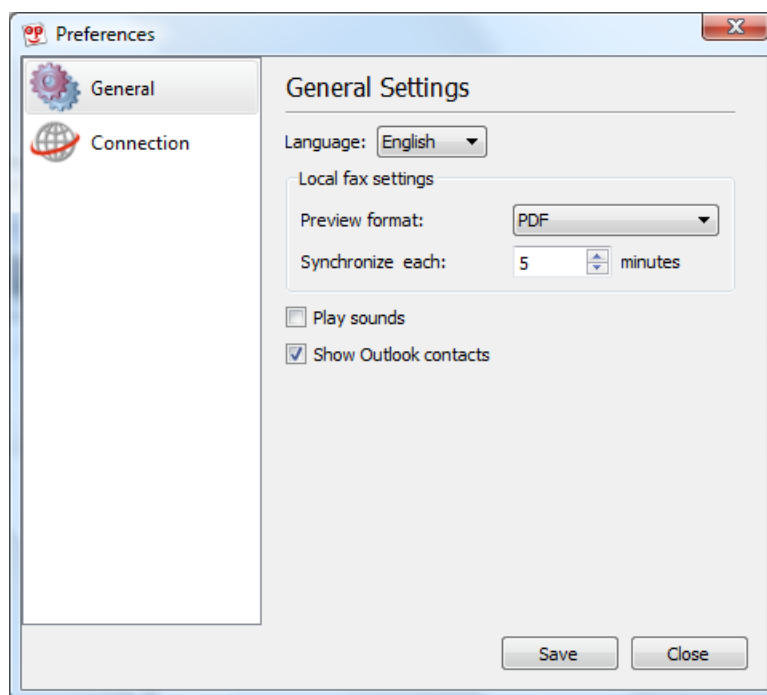 Preferences
General
Connection
General Settings
Language: English
Local fax settings
Preview format: PDF
Synchronize each: 5 minutes
Play sounds
Show Outlook contacts
Save Close